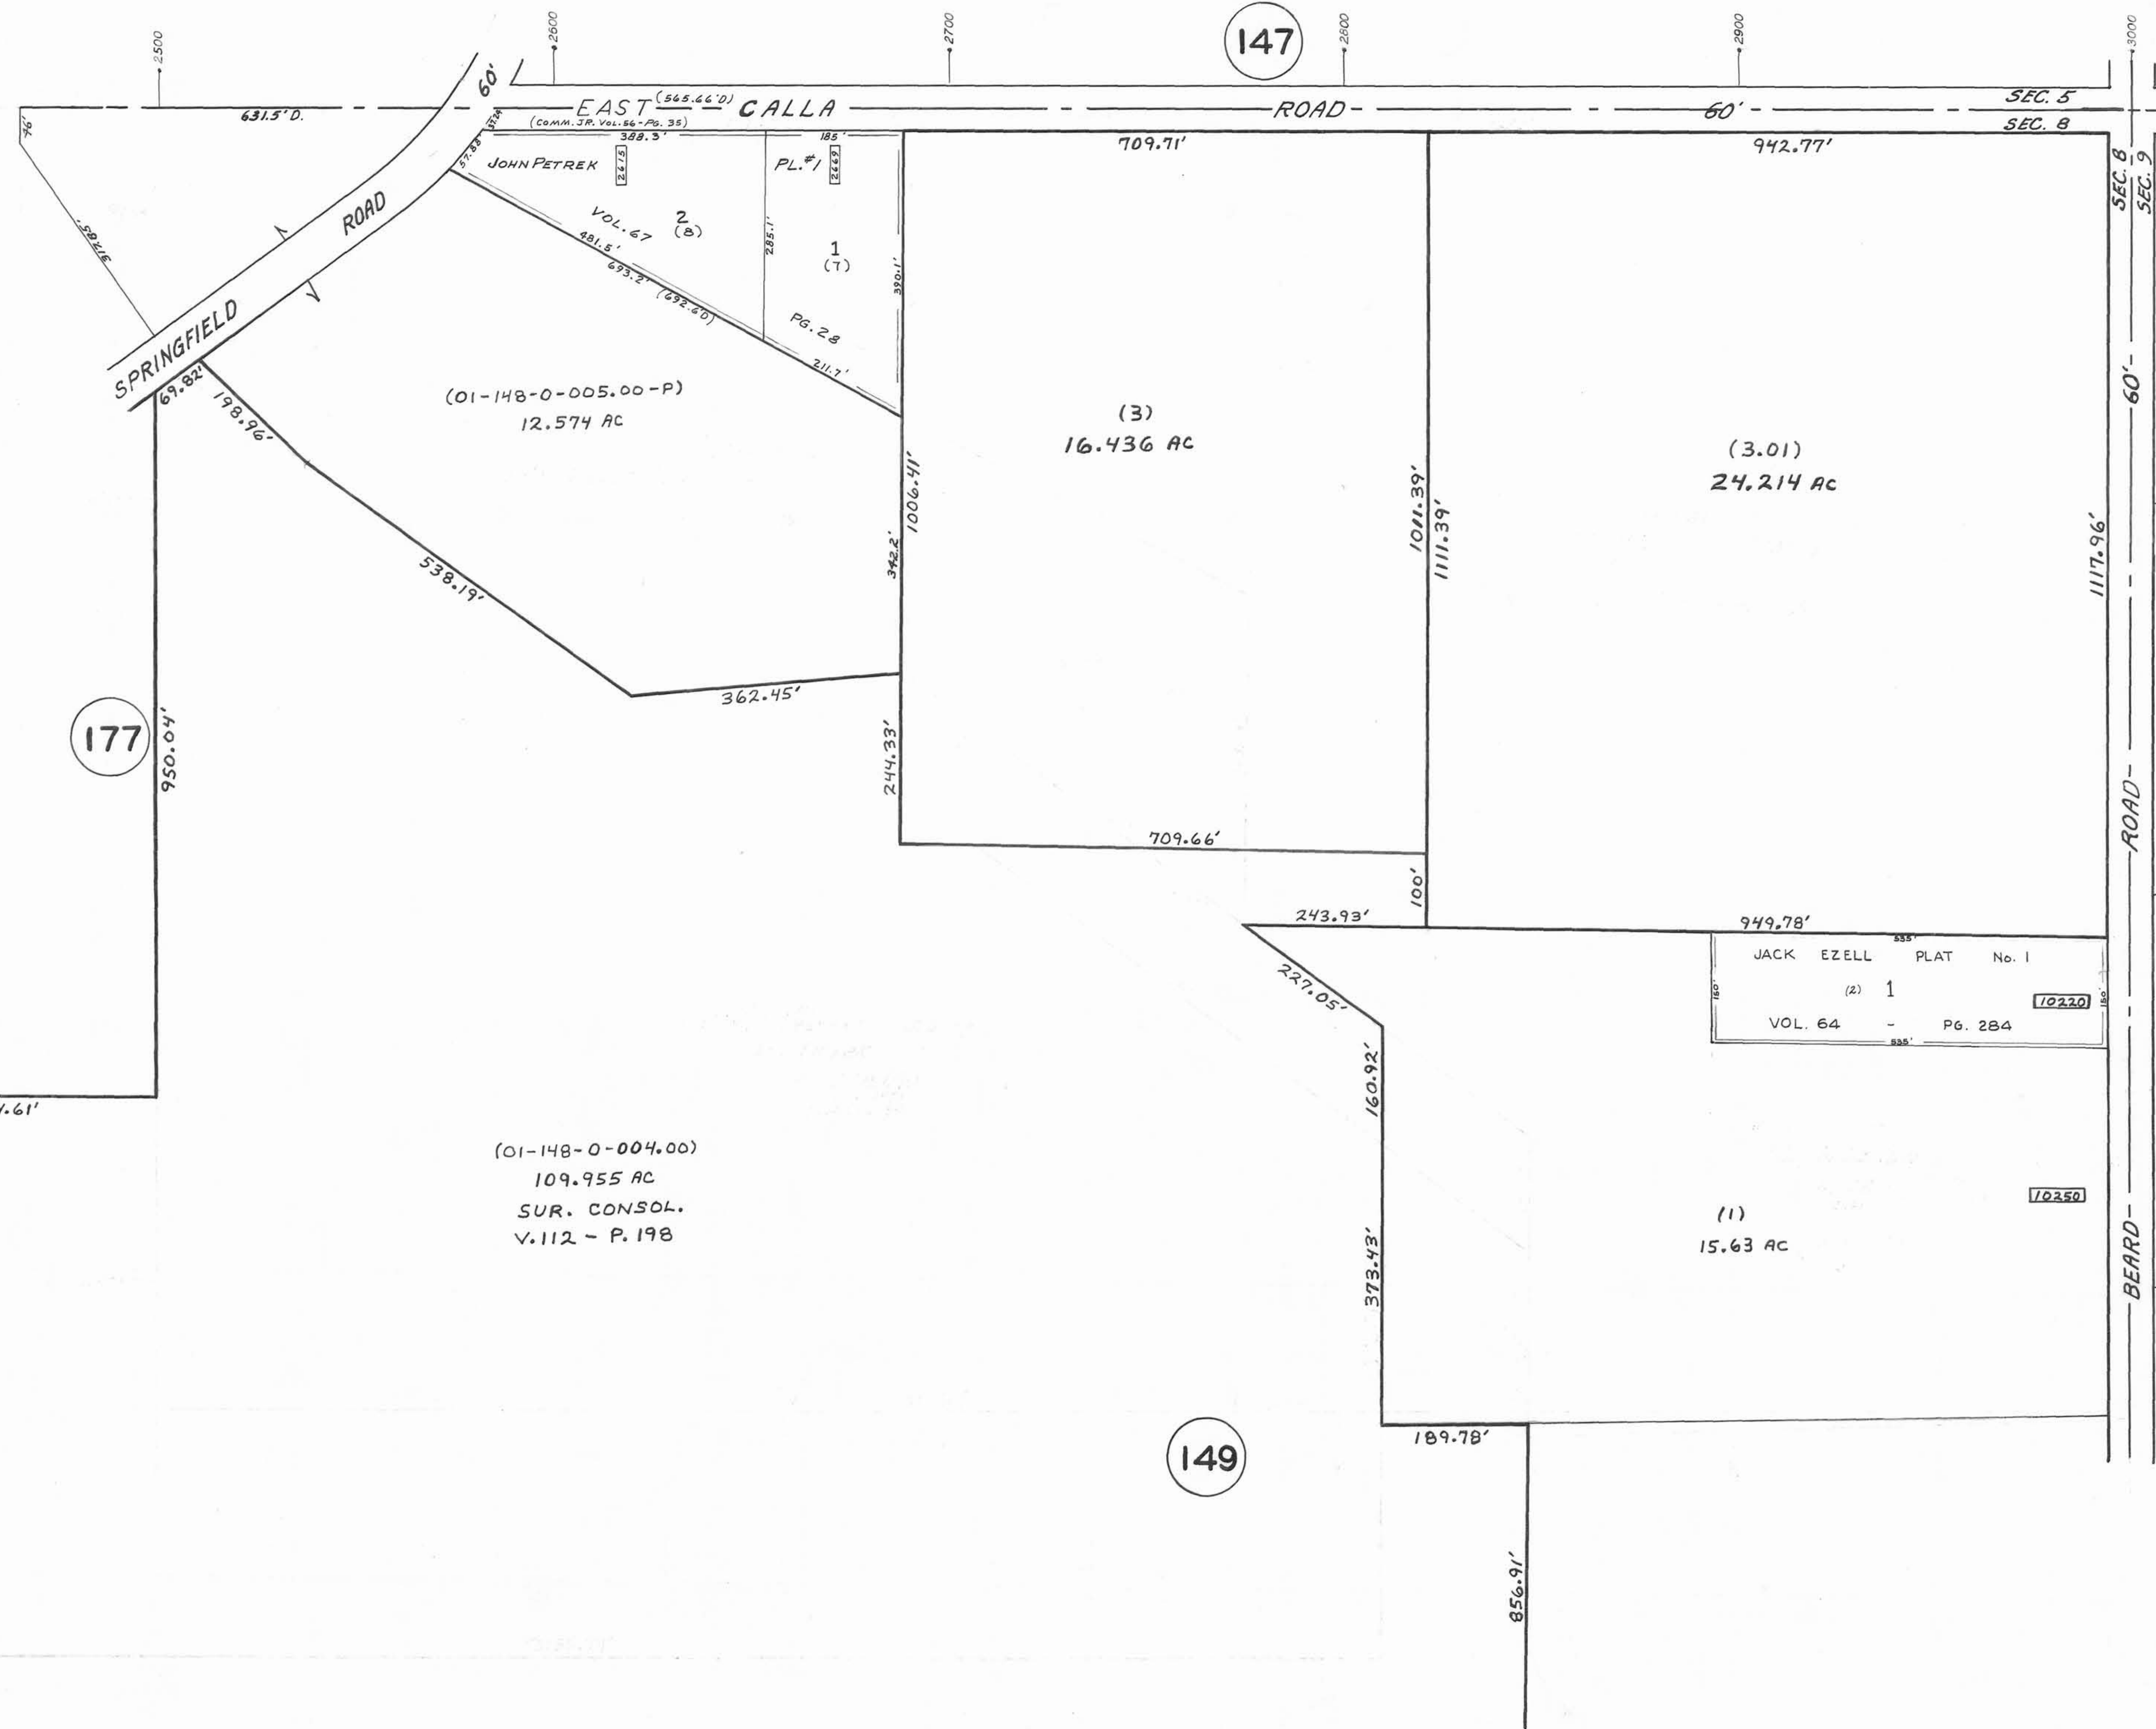 2500
2600
2700
147
2800
2900
3000
60'
46'
631.5' D.
EAST (565.66'D) CALLA ROAD - 60' -
(COMM. JR. VOL. 56 - PG. 35)
SEC. 5
SEC. 8
SEC. 8
SEC. 9
57.88'
388.3'
185'
709.71'
942.77'
JOHN PETREK
2615
PL. #1
2669
VOL. 67
2
(8)
285.1'
1
(7)
390.1'
481.5'
693.2' (692.6D)
PG. 28
211.7'
317.85'
SPRINGFIELD ROAD
69.82'
198.96'
(01-148-0-005.00-P)
12.574 AC
(3)
16.436 AC
(3.01)
24.214 AC
1006.41'
342.2'
1011.39'
1111.39'
1117.96'
538.19'
362.45'
177
950.04'
244.33'
709.66'
100'
243.93'
949.78'
227.05'
535'
JACK EZELL PLAT No. 1
(2) 1
10220
150'
150'
VOL. 64 - PG. 284
535'
160.92'
.61'
(01-148-0-004.00)
109.955 AC
SUR. CONSOL.
V.112 - P. 198
10250
(1)
15.63 AC
373.43'
BEARD - ROAD - 60' -
189.78'
149
856.91'